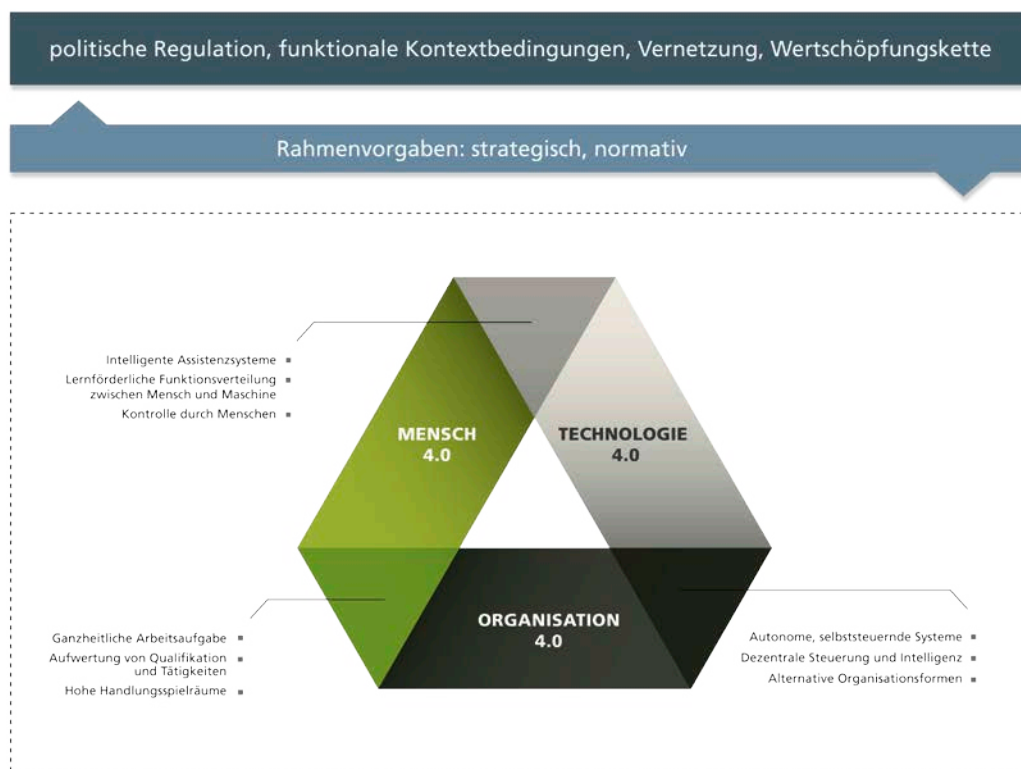 politische Regulation, funktionale Kontextbedingungen, Vernetzung, Wertschöpfungskette
Rahmenvorgaben: strategisch, normativ
Intelligente Assistenzsysteme
Lernförderliche Funktionsverteilung
zwischen Mensch und Maschine
Kontrolle durch Menschen
MENSCH
4.0
TECHNOLOGIE
4.0
ORGANISATION
4.0
Ganzheitliche Arbeitsaufgabe
Aufwertung von Qualifikation
und Tätigkeiten
Hohe Handlungsspielräume
Autonome, selbststeuernde Systeme
Dezentrale Steuerung und Intelligenz
Alternative Organisationsformen